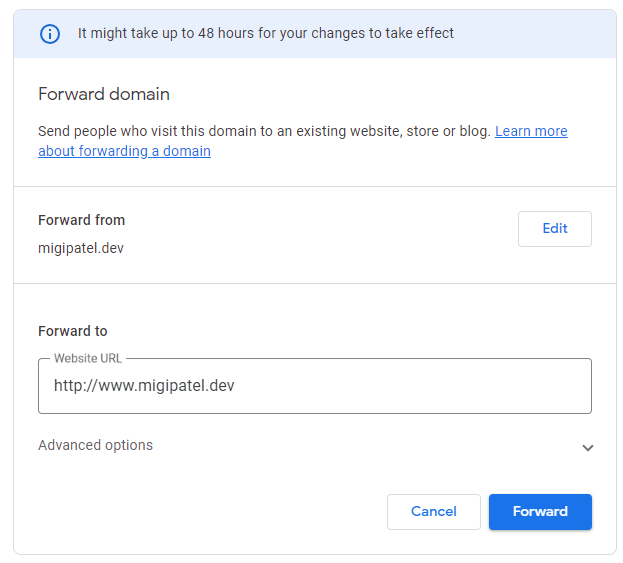 It might take up to 48 hours for your changes to take effect
Forward domain
Send people who visit this domain to an existing website, store or blog. Learn more
about forwarding a domain
Forward from
Edit
migipatel.dev
Forward to
Website URL
http://www.migipatel.dev
Advanced options
Cancel
Forward